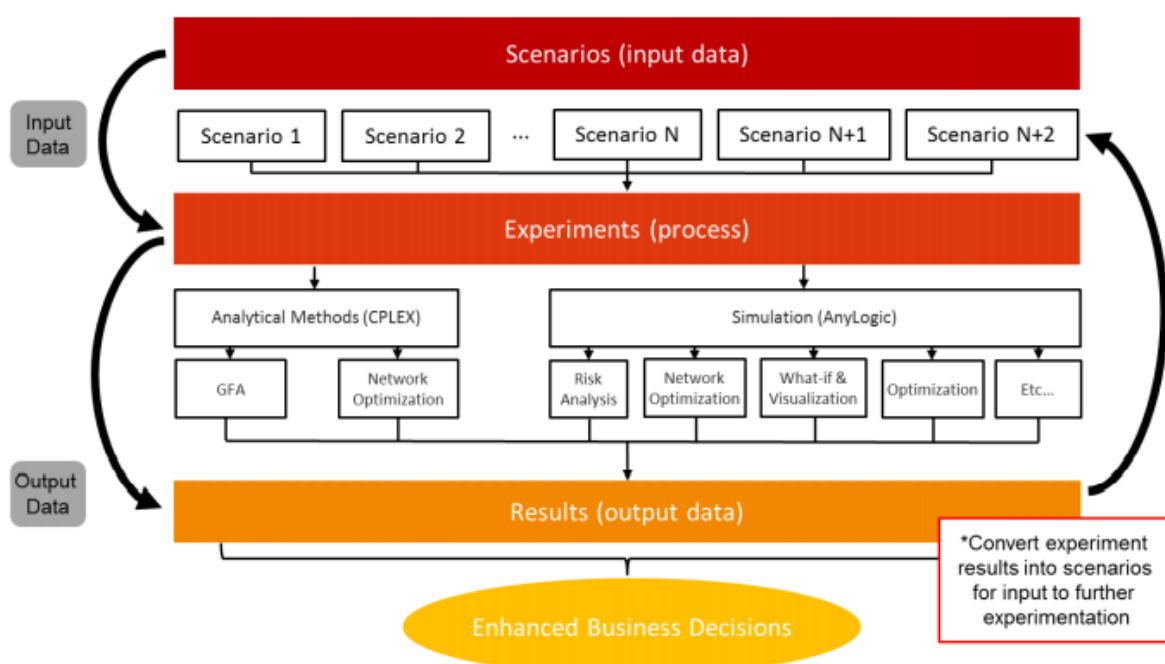 Scenarios (input data)
Input
Data
Scenario 1
Scenario 2
...
Scenario N
Scenario N+1
Scenario N+2
Experiments (process)
Analytical Methods (CPLEX)
Simulation (AnyLogic)
GFA
Network
Optimization
Risk
Analysis
Network
Optimization
What-if &
Visualization
Optimization
Etc...
Output
Data
Results (output data)
*Convert experiment
results into scenarios
for input to further
experimentation
Enhanced Business Decisions